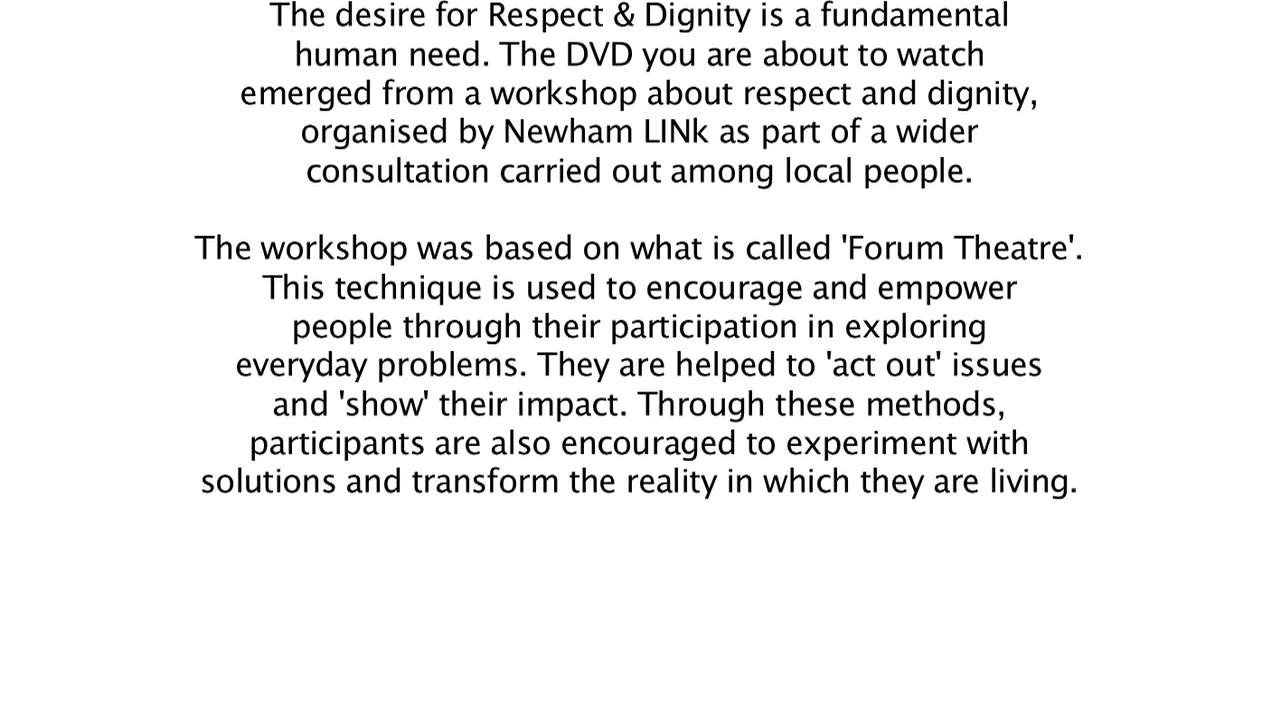 The desire for Respect & Dignity is a fundamental
human need. The DVD you are about to watch
emerged from a workshop about respect and dignity,
organised by Newham LINk as part of a wider
consultation carried out among local people.
The workshop was based on what is called 'Forum Theatre'.
This technique is used to encourage and empower
people through their participation in exploring
everyday problems. They are helped to 'act out' issues
and 'show' their impact. Through these methods,
participants are also encouraged to experiment with
solutions and transform the reality in which they are living.